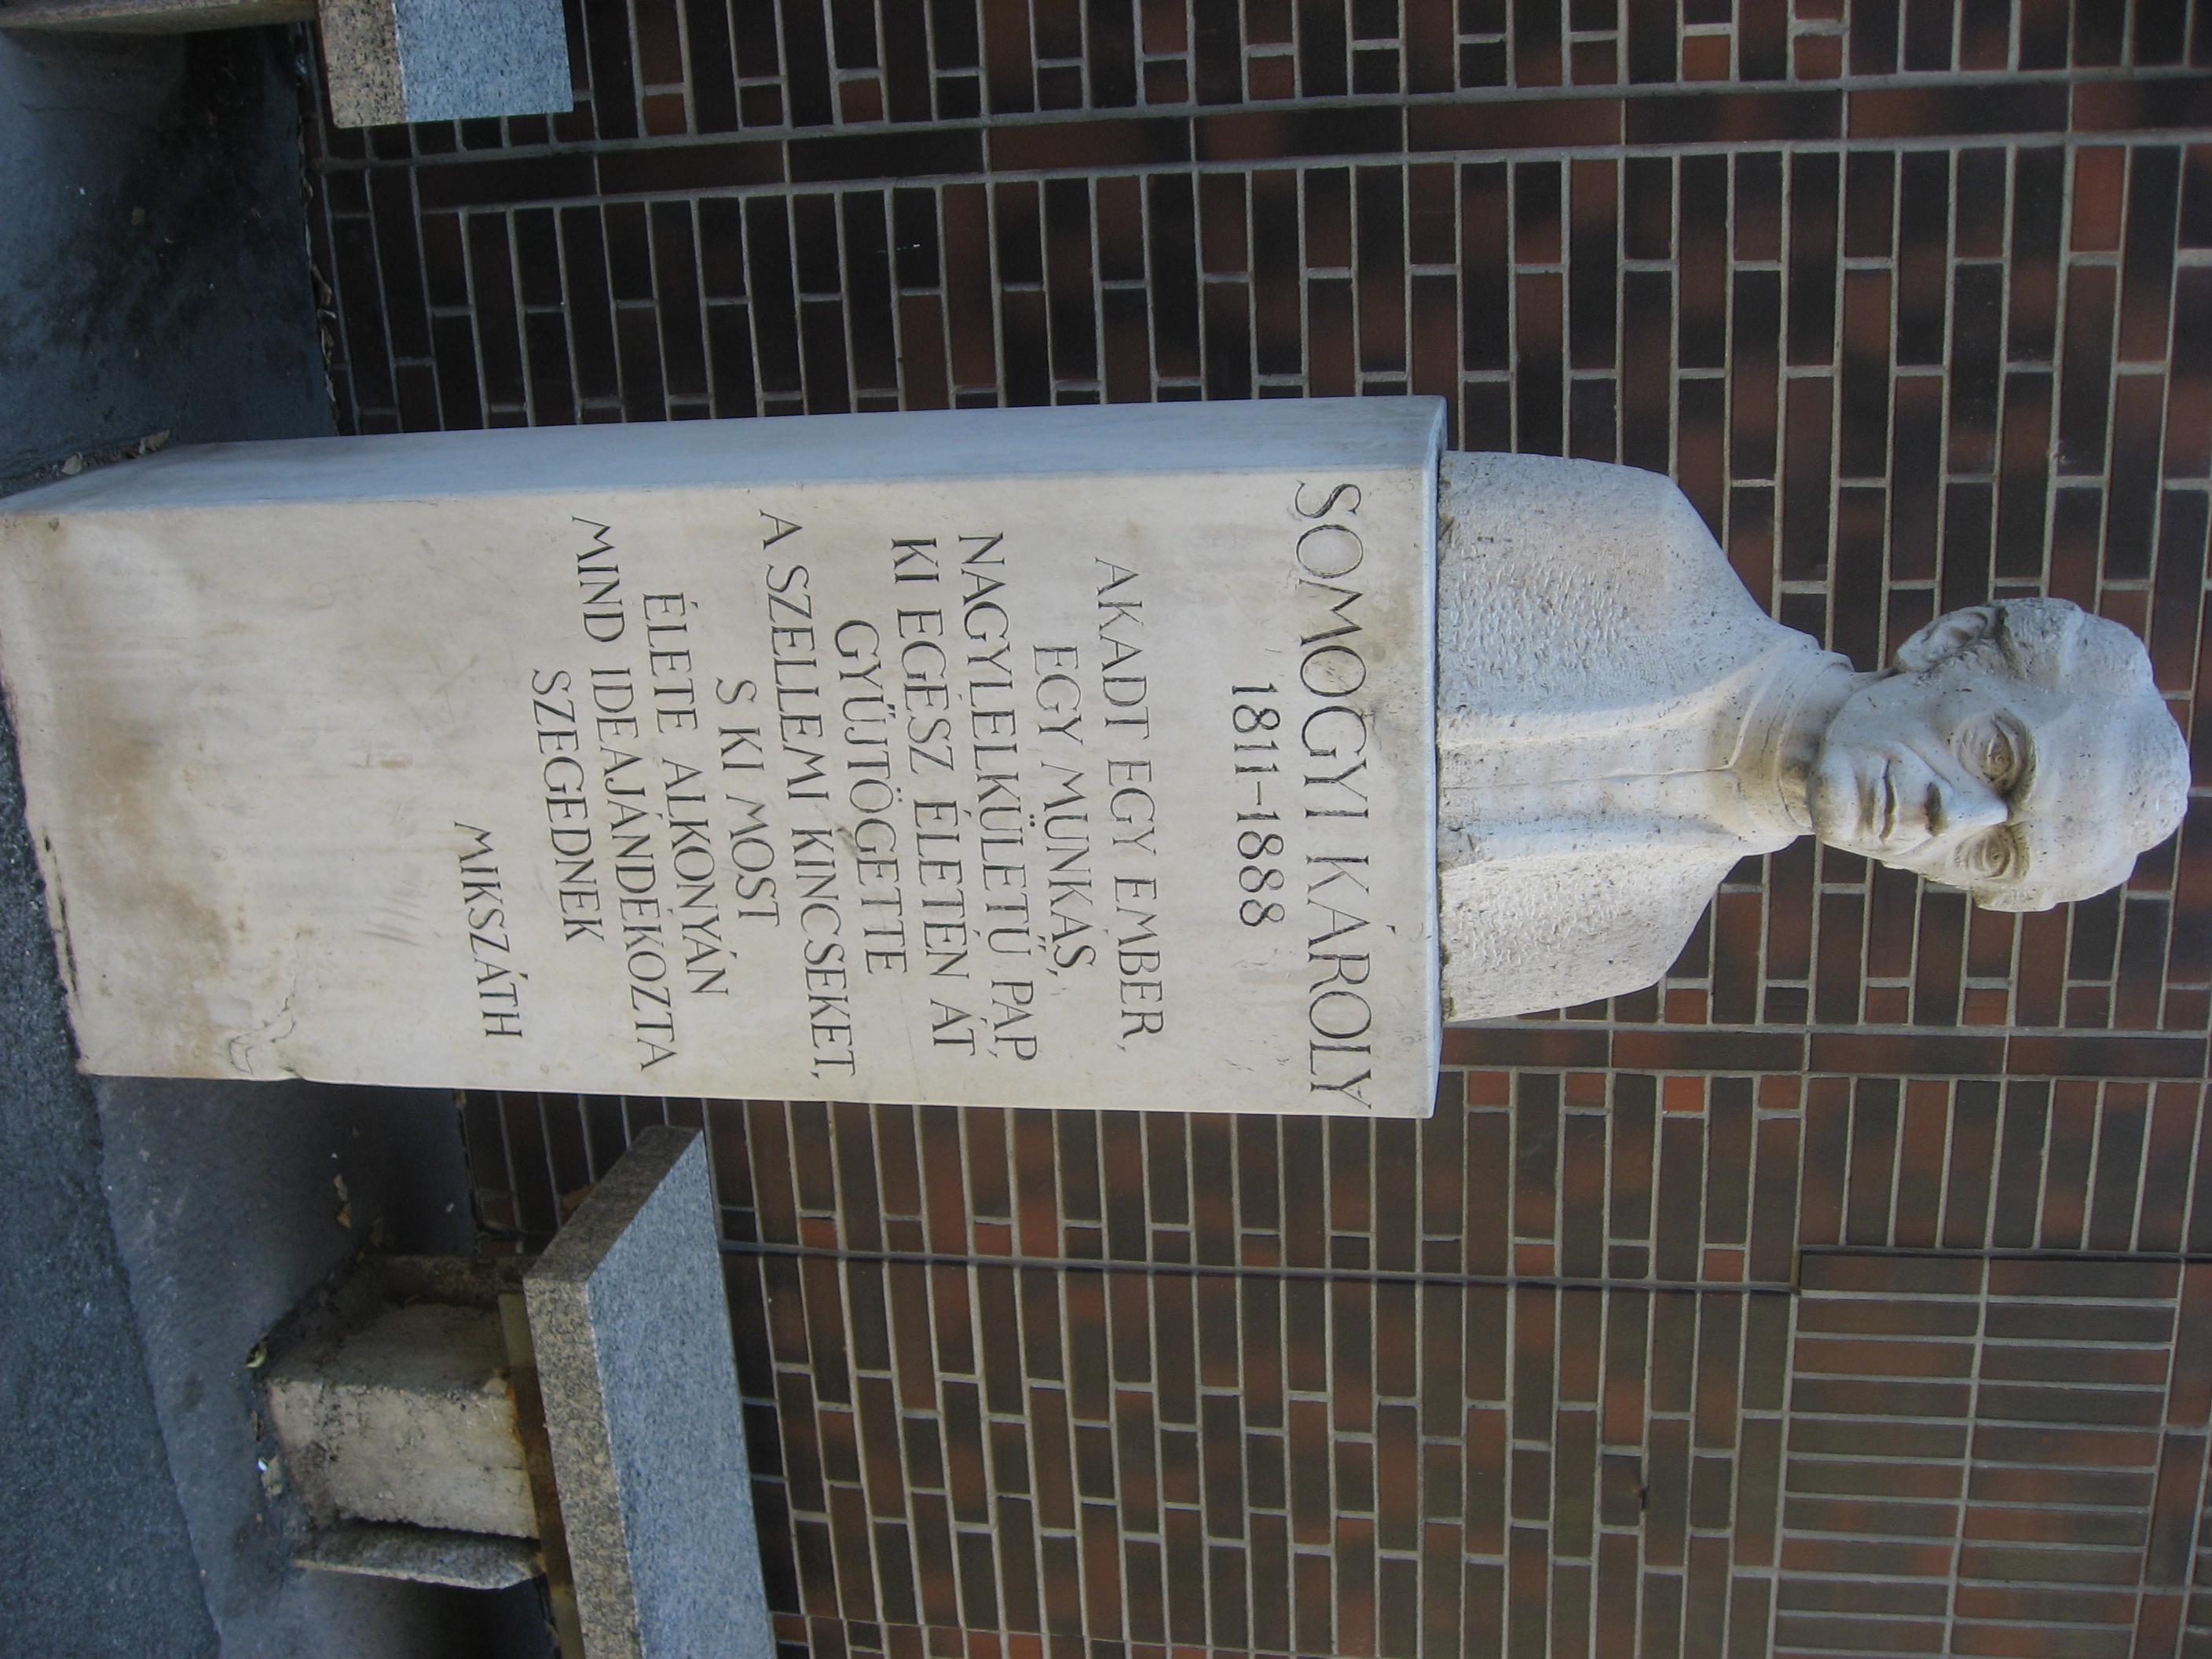 SOMOGYI KÁROLY
1811–1888
AKADT EGY EMBER,
EGY MUNKÁS,
NAGYLELKÜLETŰ PAP,
KI EGÉSZ ÉLETÉN ÁT
GYŰJTÖGETTE
A SZELLEMI KINCSEKET,
S KI MOST
ÉLETE ALKONYÁN
MIND IDEAJÁNDÉKOZTA
SZEGEDNEK
MIKSZÁTH